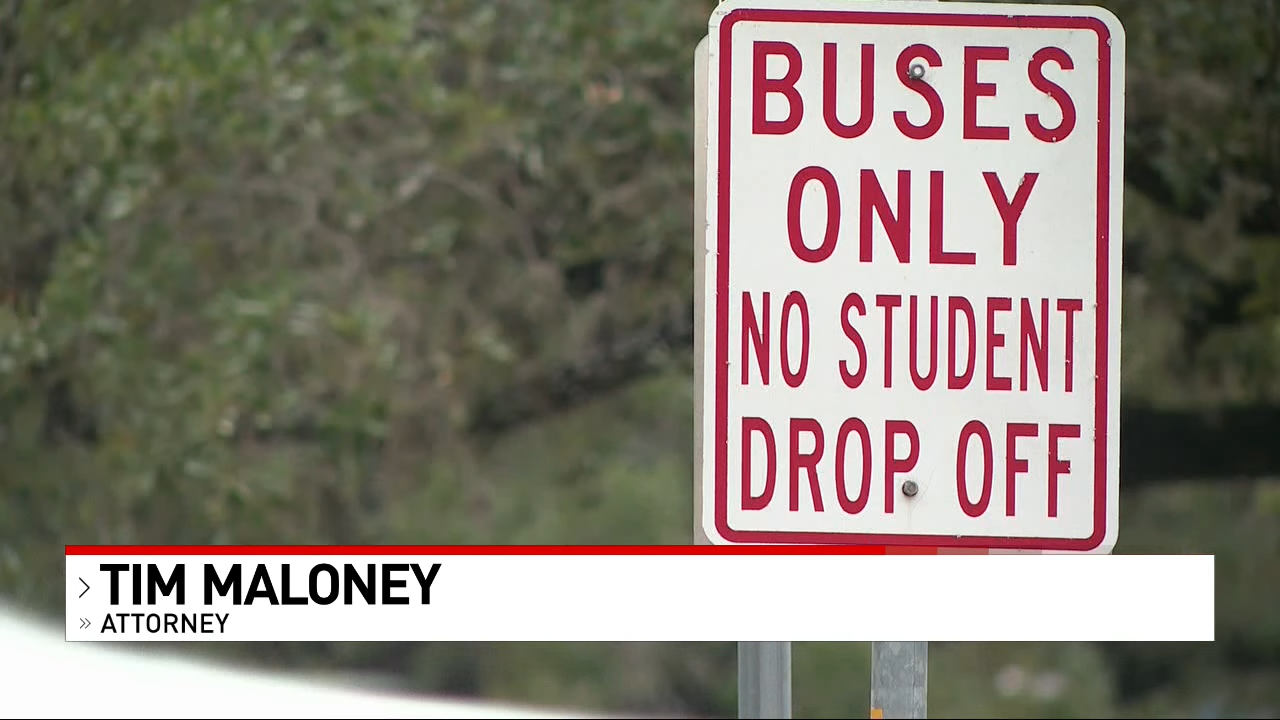 BUSES
ONLY
NO STUDENT
DROP OFF
TIM MALONEY
ATTORNEY